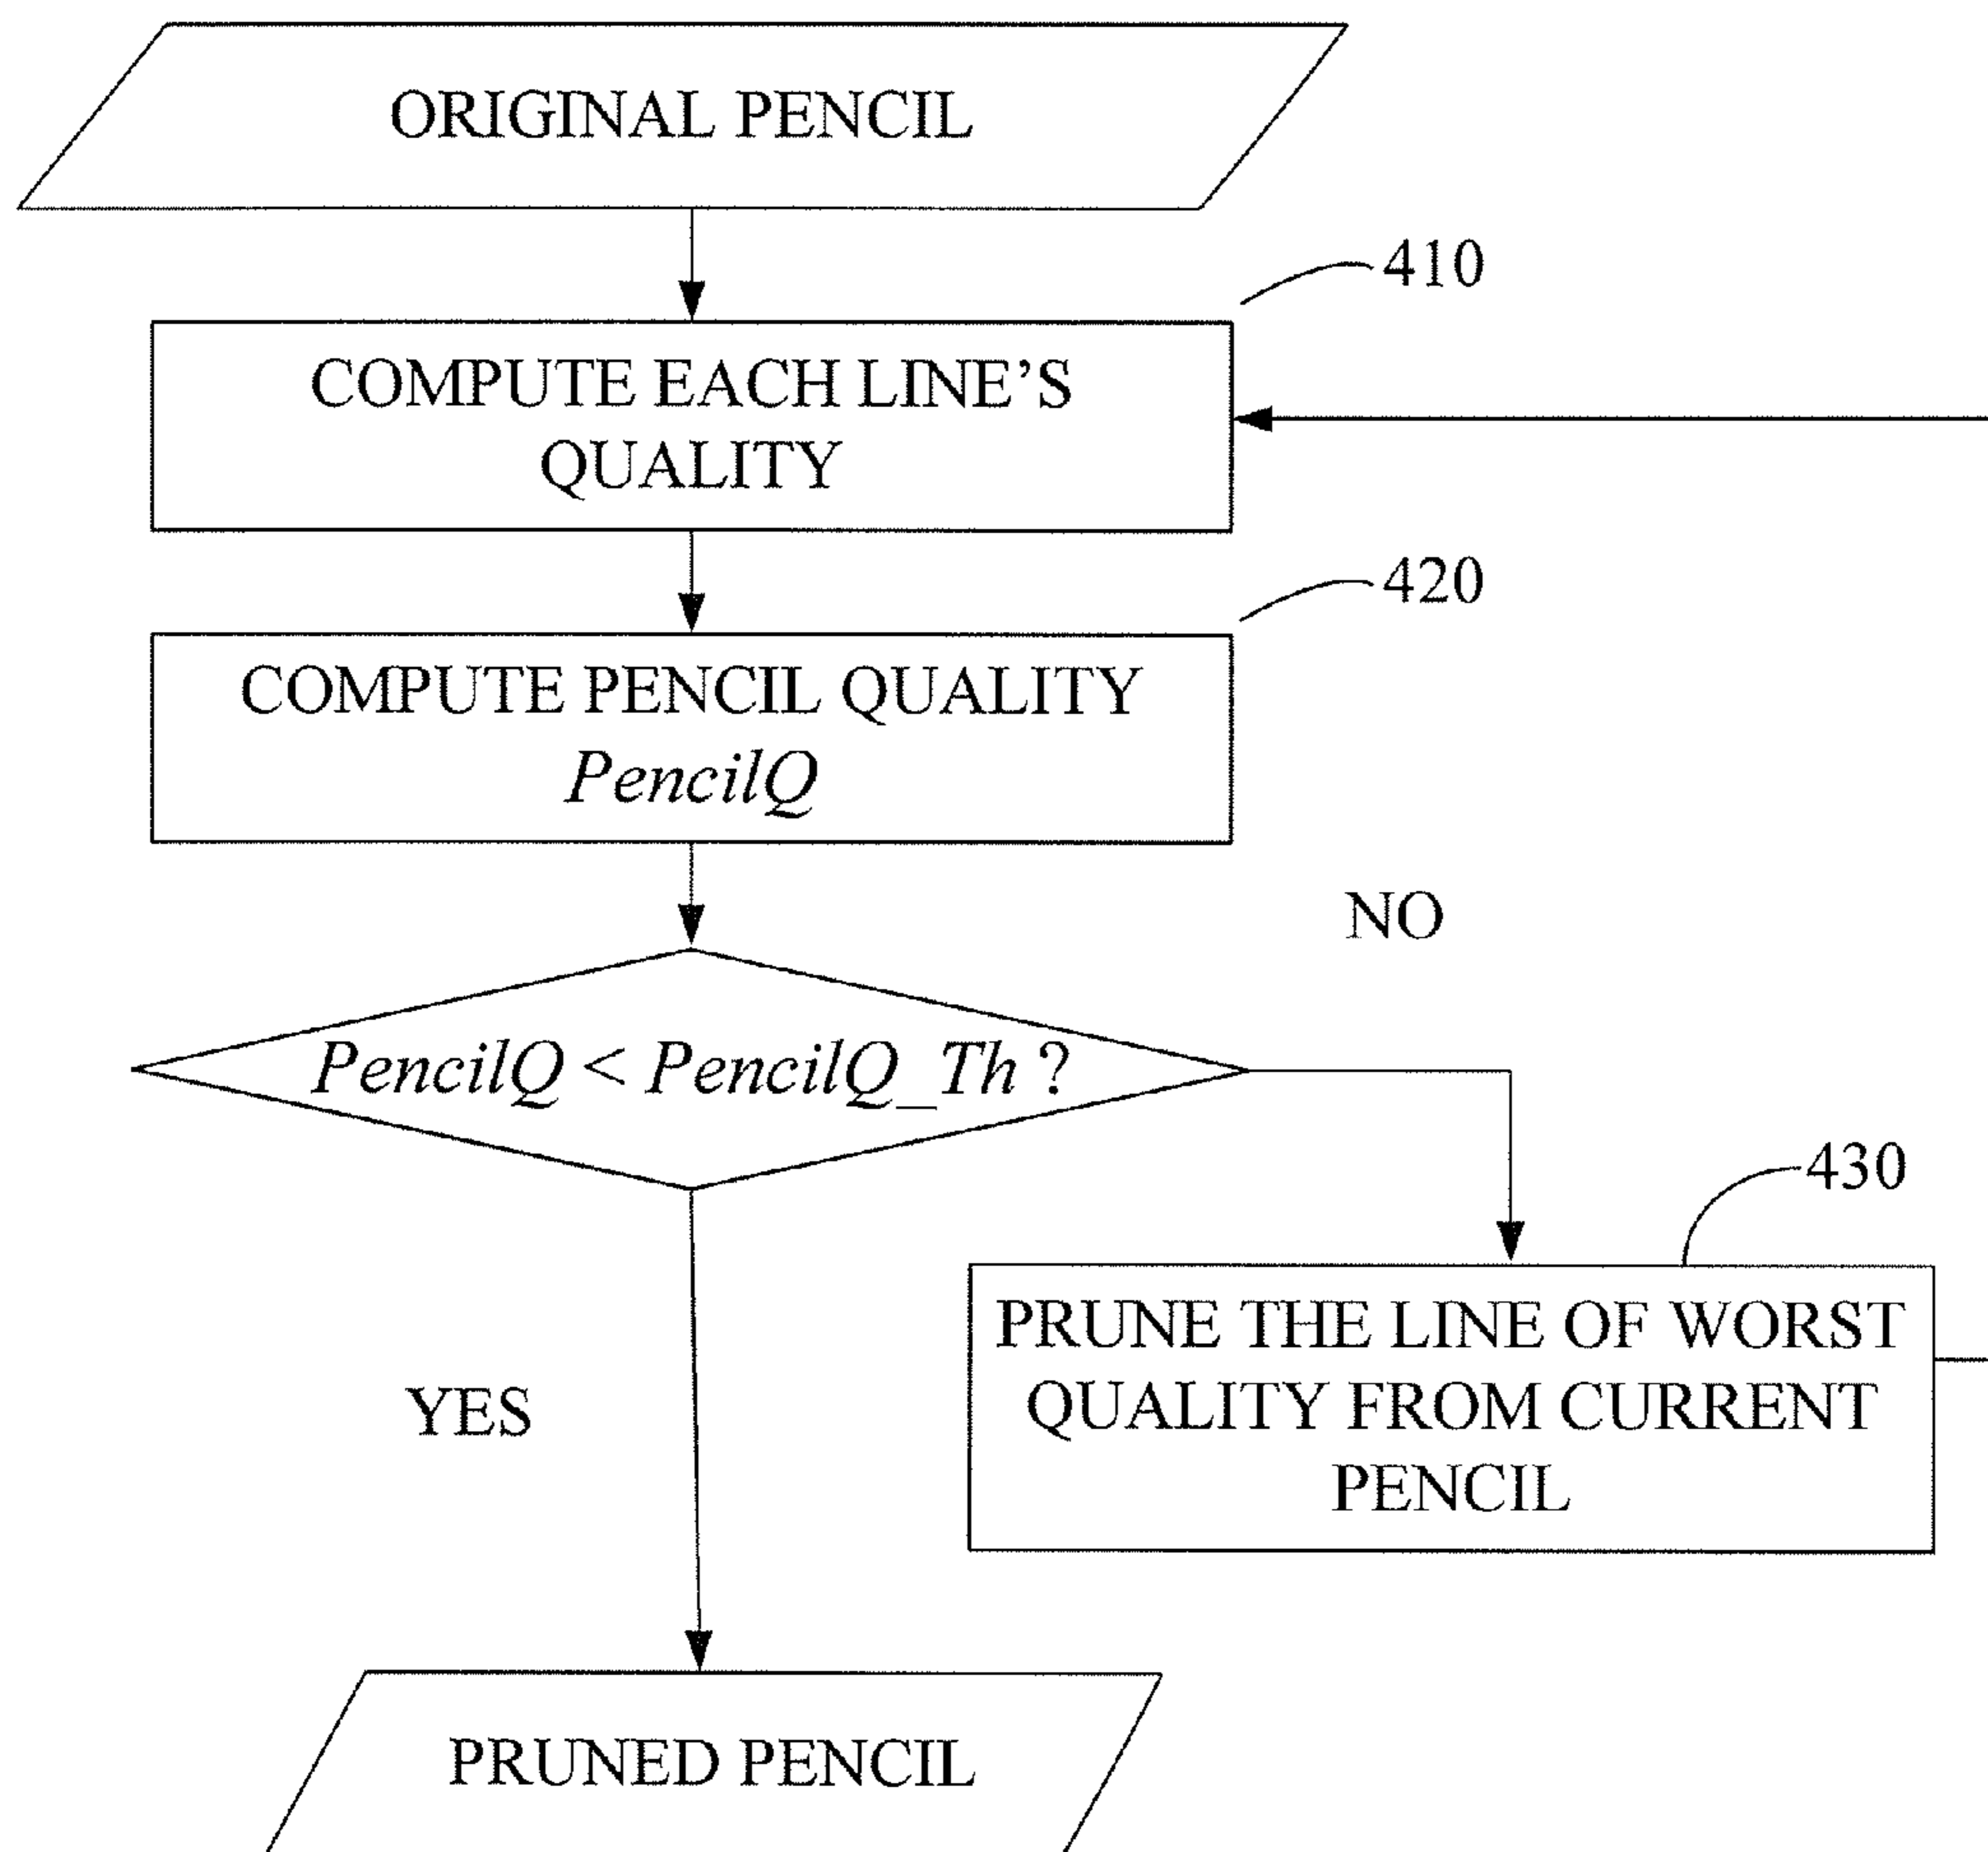 ORIGINAL PENCIL
410
COMPUTE EACH LINE’S
QUALITY
420
COMPUTE PENCIL QUALITY
PencilQ
NO
PencilQ < PencilQ_Th ?
430
PRUNE THE LINE OF WORST
QUALITY FROM CURRENT
PENCIL
YES
PRUNED PENCIL